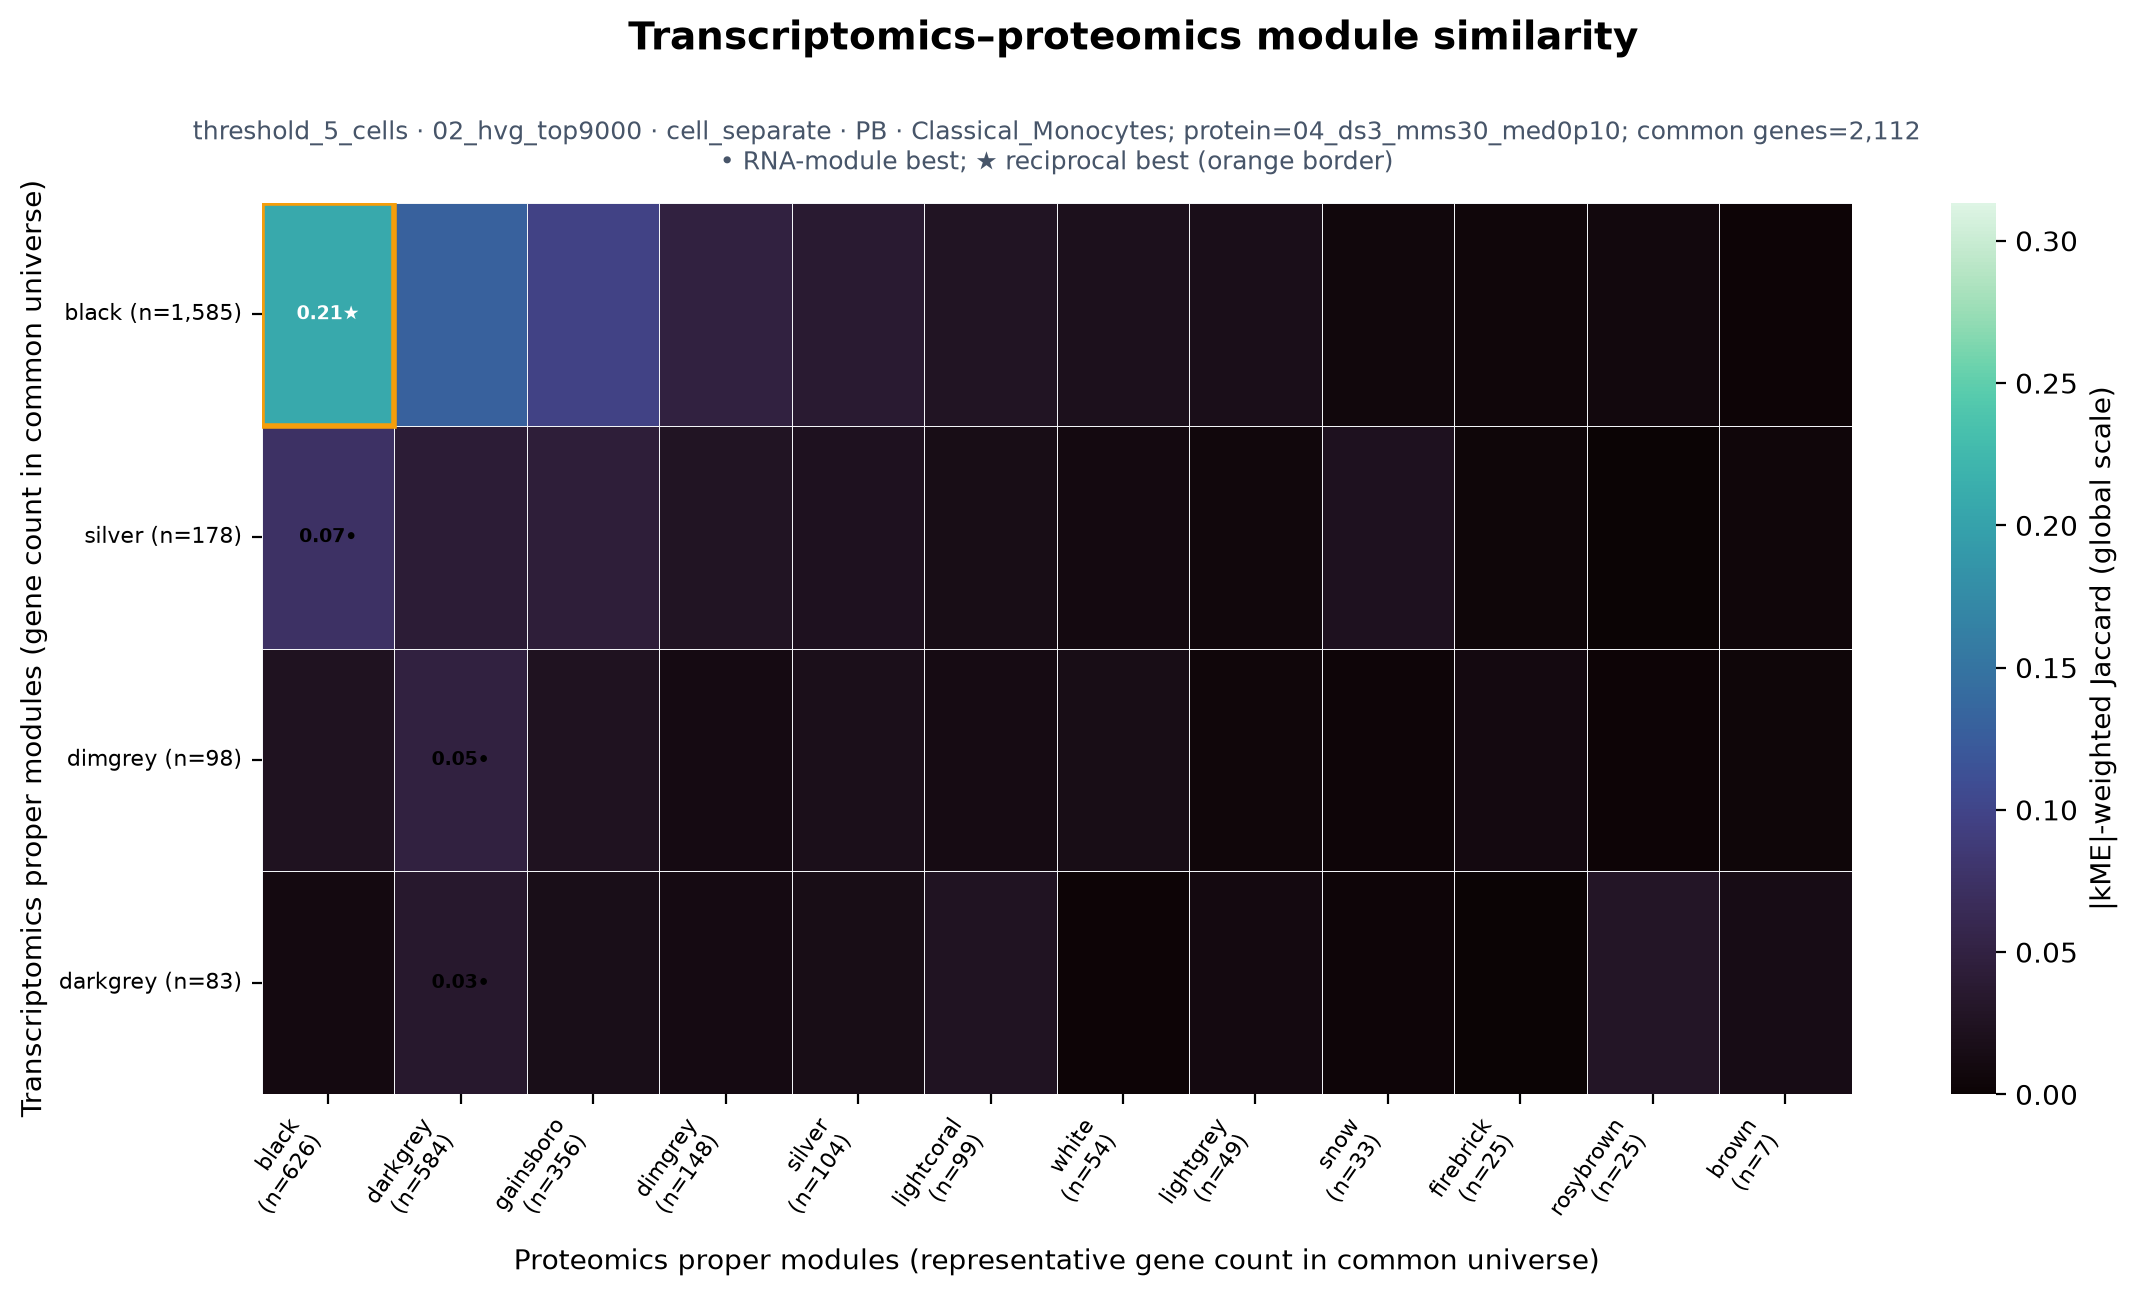 Transcriptomics–proteomics module similarity
threshold_5_cells · 02_hvg_top9000 · cell_separate · PB · Classical_Monocytes; protein=04_ds3_mms30_med0p10; common genes=2,112
• RNA-module best; ★ reciprocal best (orange border)
Transcriptomics proper modules (gene count in common universe)
black (n=1,585)
0.21★
silver (n=178)
0.07•
dimgrey (n=98)
0.05•
darkgrey (n=83)
0.03•
black
(n=626)
darkgrey
(n=584)
gainsboro
(n=356)
dimgrey
(n=148)
silver
(n=104)
lightcoral
(n=99)
white
(n=54)
lightgrey
(n=49)
snow
(n=33)
firebrick
(n=25)
rosybrown
(n=25)
brown
(n=7)
Proteomics proper modules (representative gene count in common universe)
0.30
0.25
0.20
0.15
0.10
0.05
0.00
|kME|-weighted Jaccard (global scale)